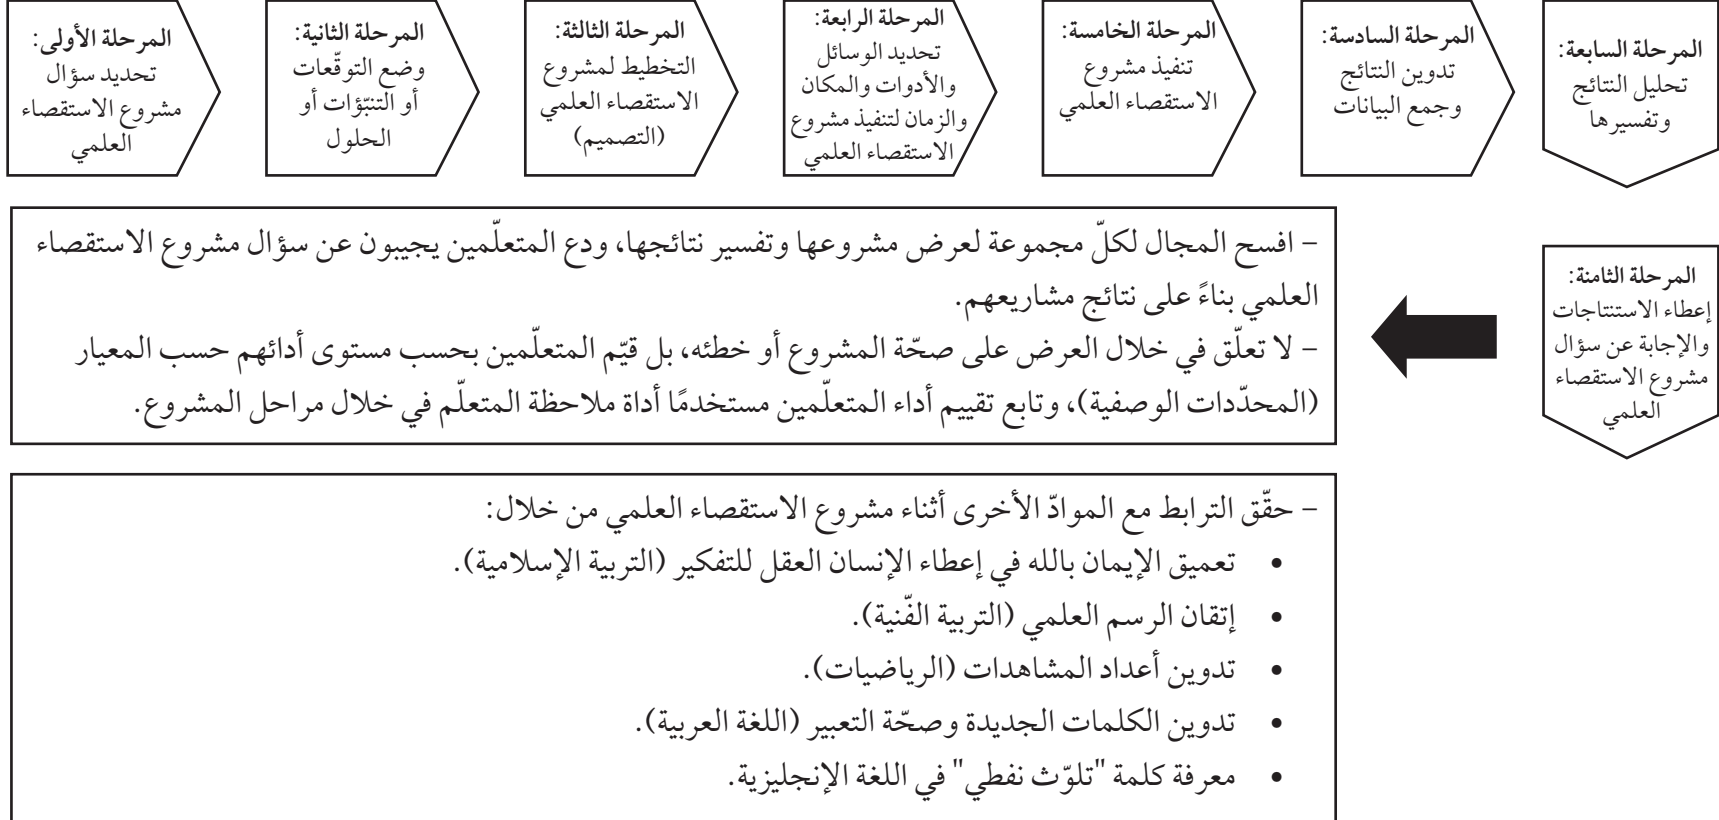 المرحلة الأولى:
تحديد سؤال
مشروع الاستقصاء
العلمي
المرحلة الثانية:
وضع التوقّعات
أو التنبّؤات أو
الحلول
المرحلة الثالثة:
التخطيط لمشروع
الاستقصاء العلمي
(التصميم)
المرحلة الرابعة:
تحديد الوسائل
والأدوات والمكان
والزمان لتنفيذ مشروع
الاستقصاء العلمي
المرحلة الخامسة:
تنفيذ مشروع
الاستقصاء العلمي
المرحلة السادسة:
تدوين النتائج
وجمع البيانات
المرحلة السابعة:
تحليل النتائج
وتفسيرها
المرحلة الثامنة:
إعطاء الاستنتاجات
والإجابة عن سؤال
مشروع الاستقصاء
العلمي
– افسح المجال لكلّ مجموعة لعرض مشروعها وتفسير نتائجها، ودع المتعلّمين يجيبون عن سؤال مشروع الاستقصاء
العلمي بناءً على نتائج مشاريعهم.
– لا تعلّق في خلال العرض على صحّة المشروع أو خطئه، بل قيّم المتعلّمين بحسب مستوى أدائهم حسب المعيار
(المحدّدات الوصفية)، وتابع تقييم أداء المتعلّمين مستخدمًا أداة ملاحظة المتعلّم في خلال مراحل المشروع.
– حقّق الترابط مع الموادّ الأخرى أثناء مشروع الاستقصاء العلمي من خلال:
• تعميق الإيمان بالله في إعطاء الإنسان العقل للتفكير (التربية الإسلامية).
• إتقان الرسم العلمي (التربية الفّنية).
• تدوين أعداد المشاهدات (الرياضيات).
• تدوين الكلمات الجديدة وصحّة التعبير (اللغة العربية).
• معرفة كلمة "تلوّث نفطي" في اللغة الإنجليزية.